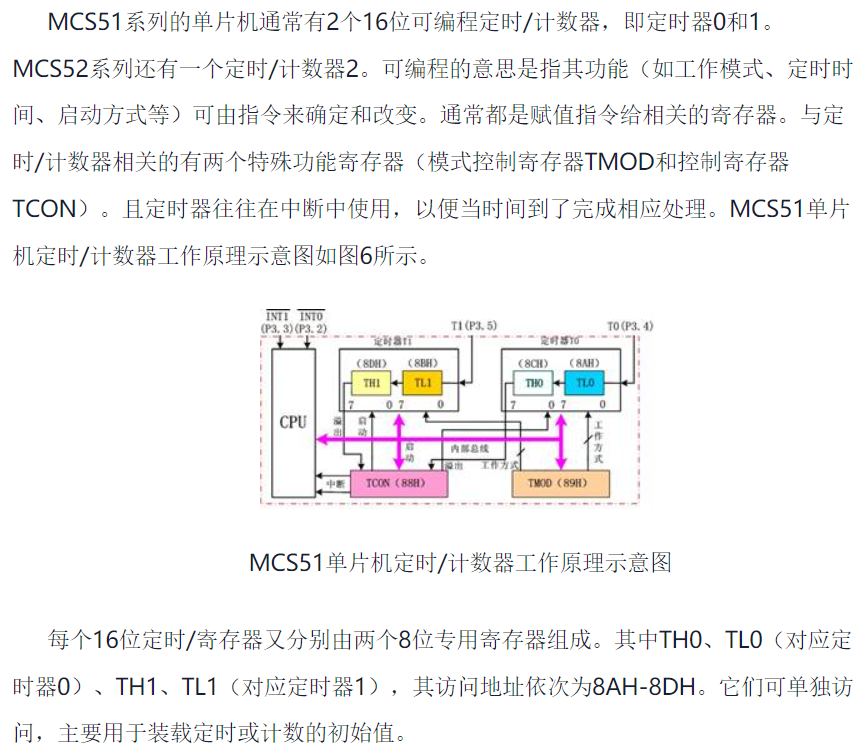 MCS51系列的单片机通常有2个16位可编程定时/计数器，即定时器0和1。
MCS52系列还有一个定时/计数器2。可编程的意思是指其功能（如工作模式、定时时
间、启动方式等）可由指令来确定和改变。通常都是赋值指令给相关的寄存器。与定
时/计数器相关的有两个特殊功能寄存器（模式控制寄存器TMOD和控制寄存器
TCON）。且定时器往往在中断中使用，以便当时间到了完成相应处理。MCS51单片
机定时/计数器工作原理示意图如图6所示。
INT1 INT0
(P3.3) (P3.2)
T1(P3.5)
T0(P3.4)
定时器T1
定时器T0
(8DH) (8BH)
(8CH) (8AH)
TH1 TL1
TH0 TL0
7 0 7 0
7 0 7 0
CPU
溢出
启动
启动
内部总线
溢出
工作方式
工作方式
中断
TCON (88H)
TMOD (89H)
MCS51单片机定时/计数器工作原理示意图
每个16位定时/寄存器又分别由两个8位专用寄存器组成。其中TH0、TL0（对应定
时器0）、TH1、TL1（对应定时器1），其访问地址依次为8AH-8DH。它们可单独访
问，主要用于装载定时或计数的初始值。